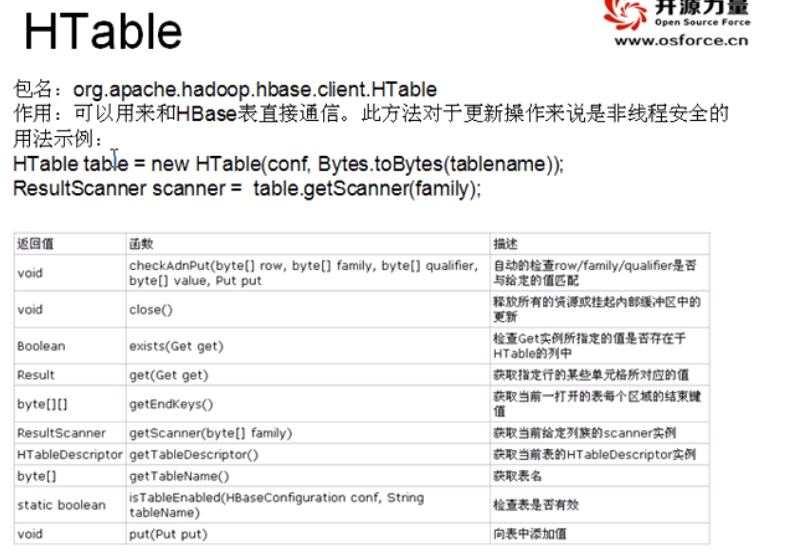 HTable
开源力量
Open Source Force
www.osforce.cn
包名：org.apache.hadoop.hbase.client.HTable
作用：可以用来和HBase表直接通信。此方法对于更新操作来说是非线程安全的
用法示例：
HTable table = new HTable(conf, Bytes.toBytes(tablename));
ResultScanner scanner =  table.getScanner(family);
返回值 函数 描述
void checkAdnPut(byte[] row, byte[] family, byte[] qualifier, 自动的检查row/family/qualifier是否
byte[] value, Put put 与给定的值匹配
void close() 释放所有的资源或挂起内部缓冲区中的
更新
Boolean exists(Get get) 检查Get实例所指定的值是否存在于
HTable的列中
Result get(Get get) 获取指定行的某些单元格所对应的值
byte[][] getEndKeys() 获取当前一打开的表每个区域的结束键
值
ResultScanner getScanner(byte[] family) 获取当前给定列族的scanner实例
HTableDescriptor getTableDescriptor() 获取当前表的HTableDescriptor实例
byte[] getTableName() 获取表名
static boolean isTableEnabled(HBaseConfiguration conf, String 检查表是否有效
tableName)
void put(Put put) 向表中添加值